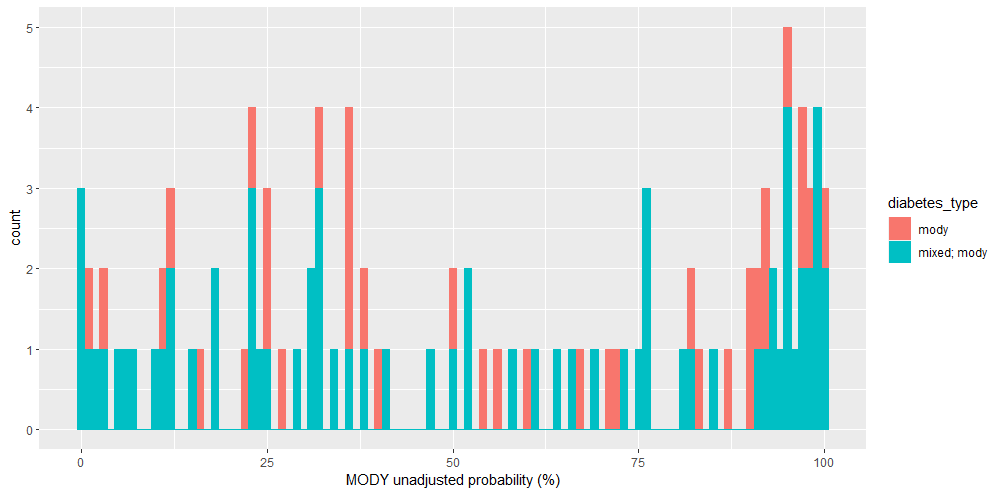 5
4
3
2
1
0
count
0 25 50 75 100
MODY unadjusted probability (%)
diabetes_type
mody
mixed; mody